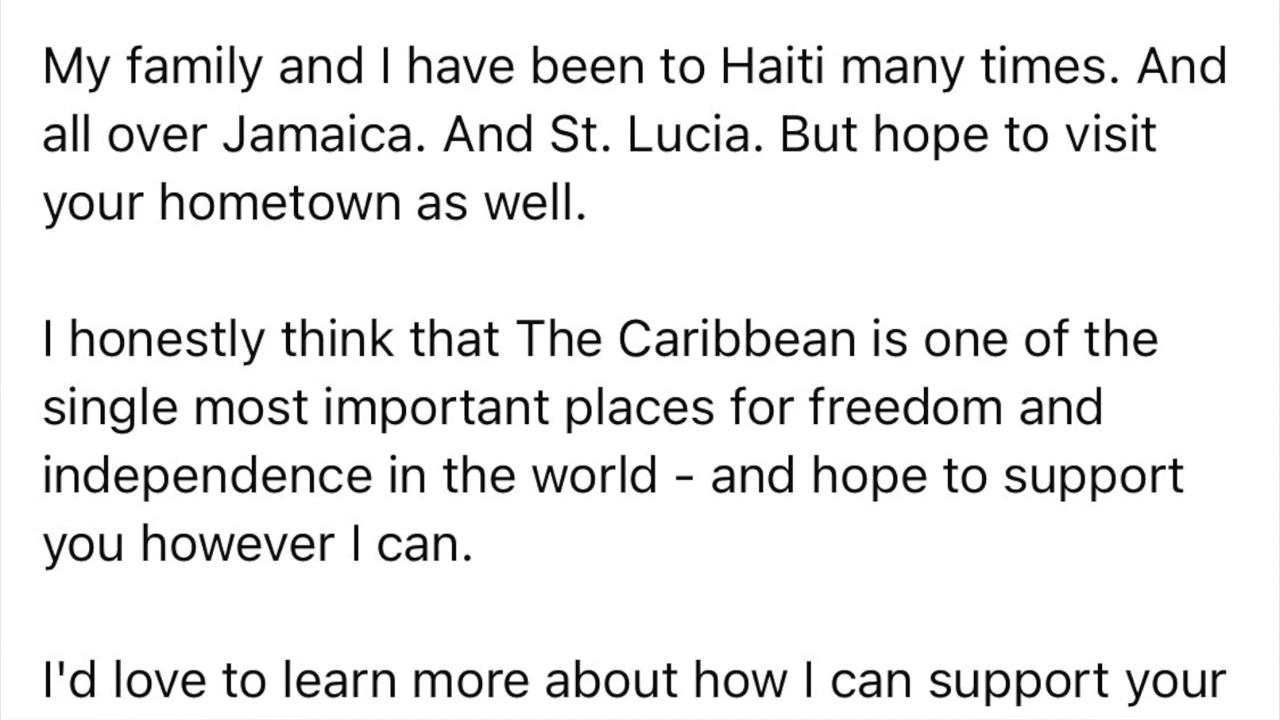 My family and I have been to Haiti many times. And
all over Jamaica. And St. Lucia. But hope to visit
your hometown as well.
I honestly think that The Caribbean is one of the
single most important places for freedom and
independence in the world - and hope to support
you however I can.
I'd love to learn more about how I can support your